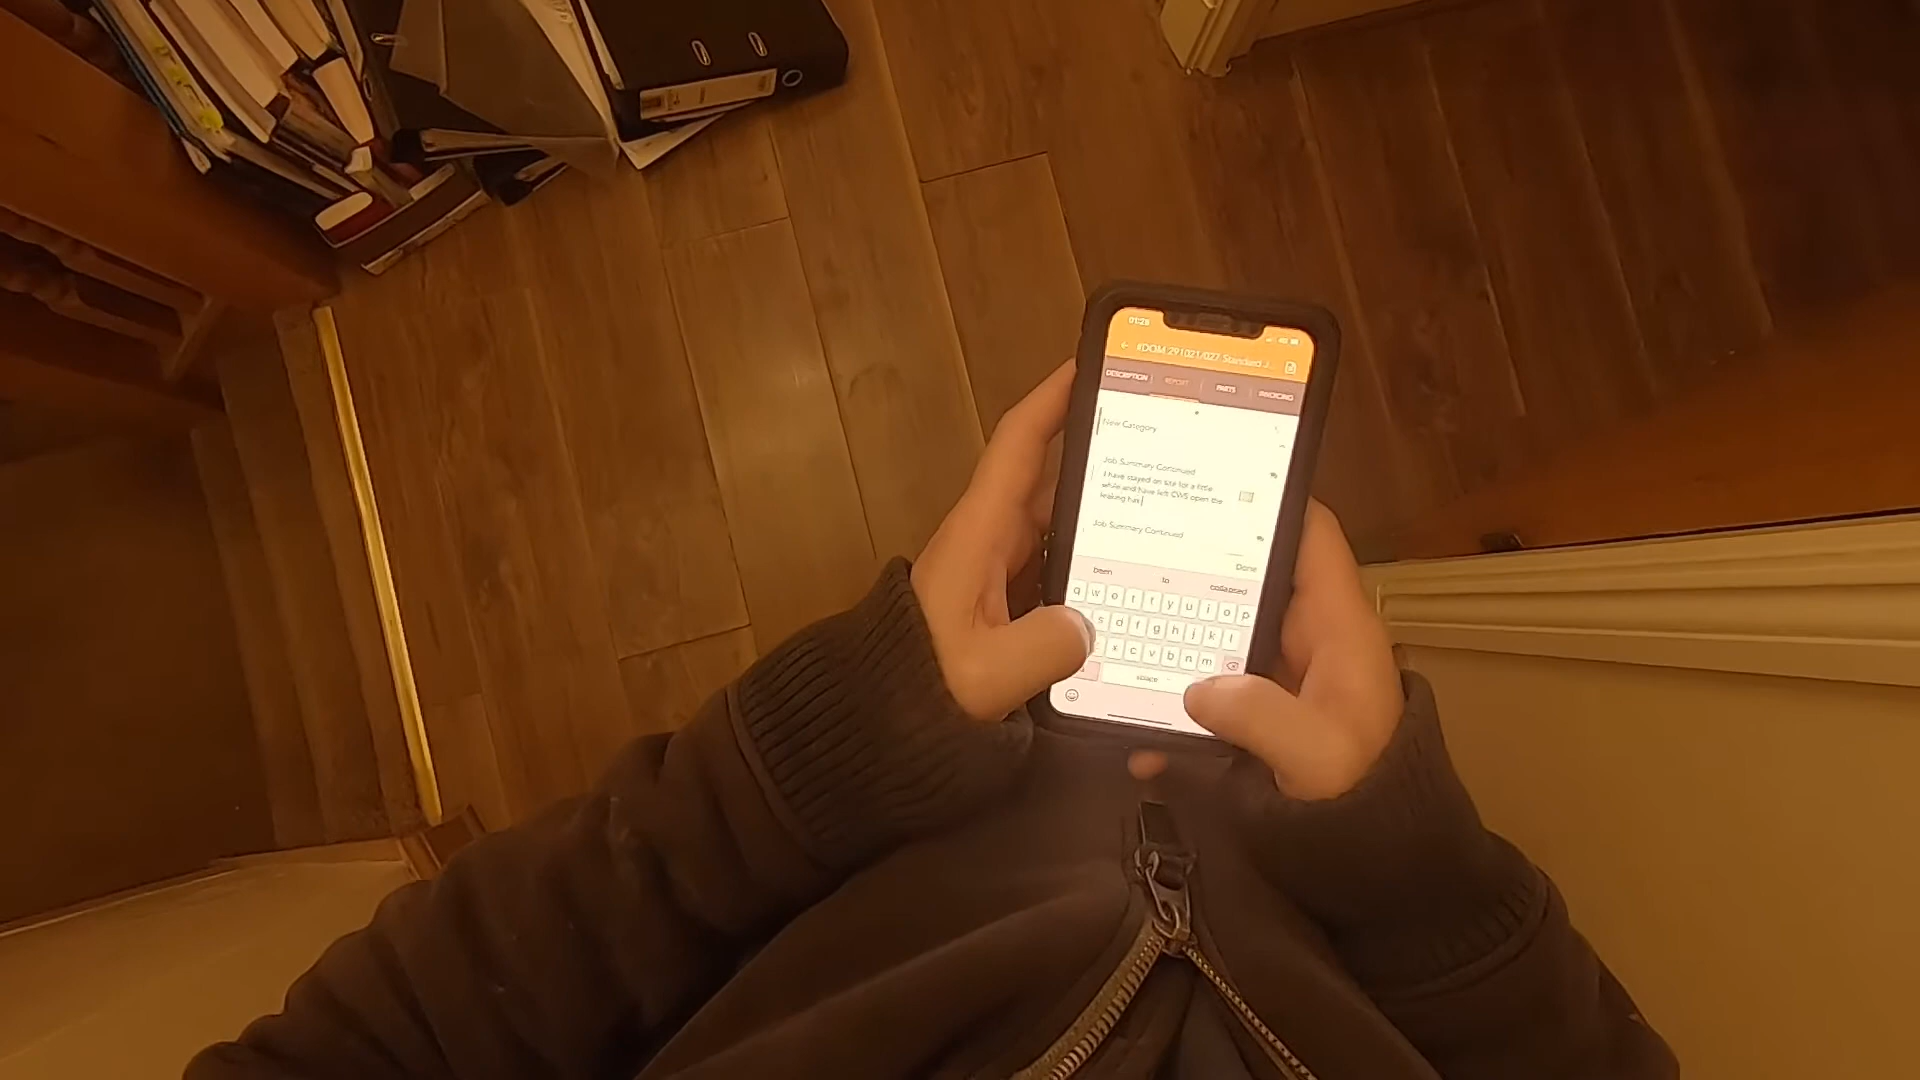 01:28
#DOM 291021/027 Standard J...
DESCRIPTION REPORT PARTS INVOICING
New Category
Job Summary Continued
I have stayed on site for a little
while and have left CWS open the
leaking has
Job Summary Continued
Done
been to collapsed
q w e r t y u i o p
s d f g h j k l
x c v b n m
space